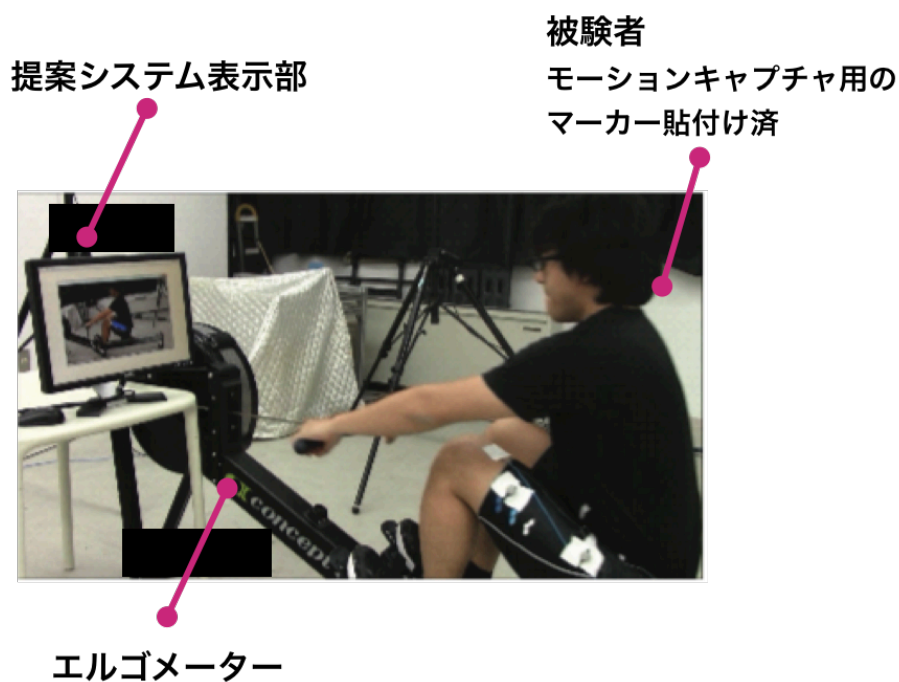 被験者
提案システム表示部
モーションキャプチャ用の
マーカー貼付け済
concept
エルゴメーター